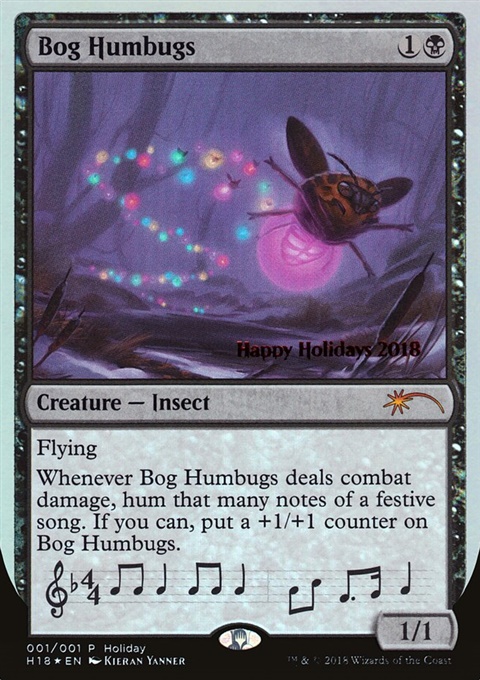 Bog Humbugs 1
Happy Holidays 2018
Creature — Insect
Flying
Whenever Bog Humbugs deals combat
damage, hum that many notes of a festive
song. If you can, put a +1/+1 counter on
Bog Humbugs.
4
4
1/1
001/001 P Holiday
H18★EN Kieran Yanner
™ & © 2018 Wizards of the Coast